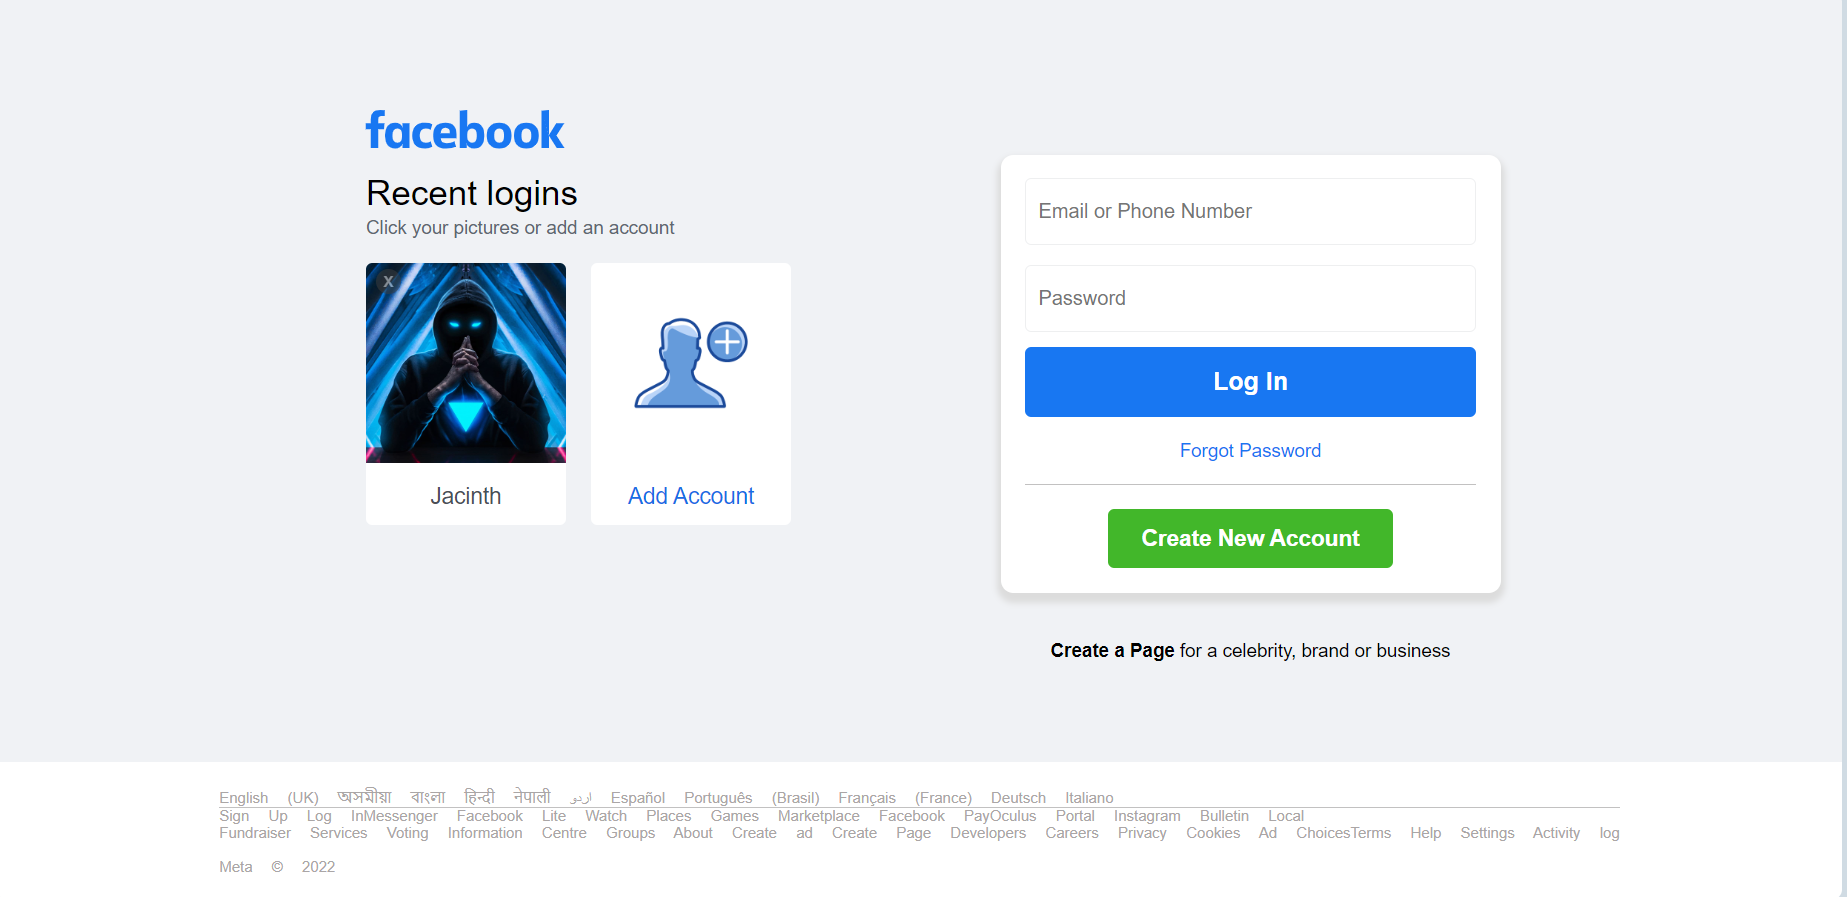 facebook
Recent logins
Click your pictures or add an account
x
Jacinth
Add Account
Email or Phone Number
Password
Log In
Forgot Password
Create New Account
Create a Page for a celebrity, brand or business
English (UK) অসমীয়া বাংলা हिन्दी नेपाली اردو Español Português (Brasil) Français (France) Deutsch Italiano
Sign Up Log InMessenger Facebook Lite Watch Places Games Marketplace Facebook PayOculus Portal Instagram Bulletin Local
Fundraiser Services Voting Information Centre Groups About Create ad Create Page Developers Careers Privacy Cookies Ad ChoicesTerms Help Settings Activity log
Meta © 2022